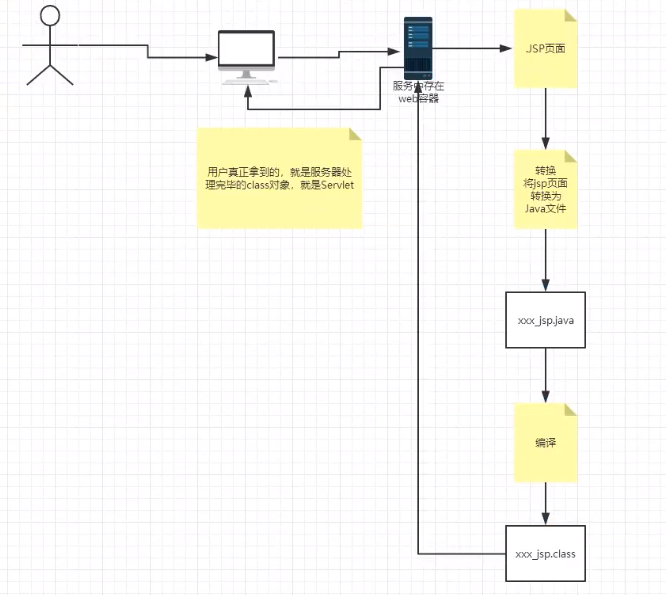 JSP页面
服务中存在
web容器
用户真正拿到的，就是服务器处
理完毕的class对象，就是Servlet
转换
将jsp页面
转换为
Java文件
xxx_jsp.java
编译
xxx_jsp.class